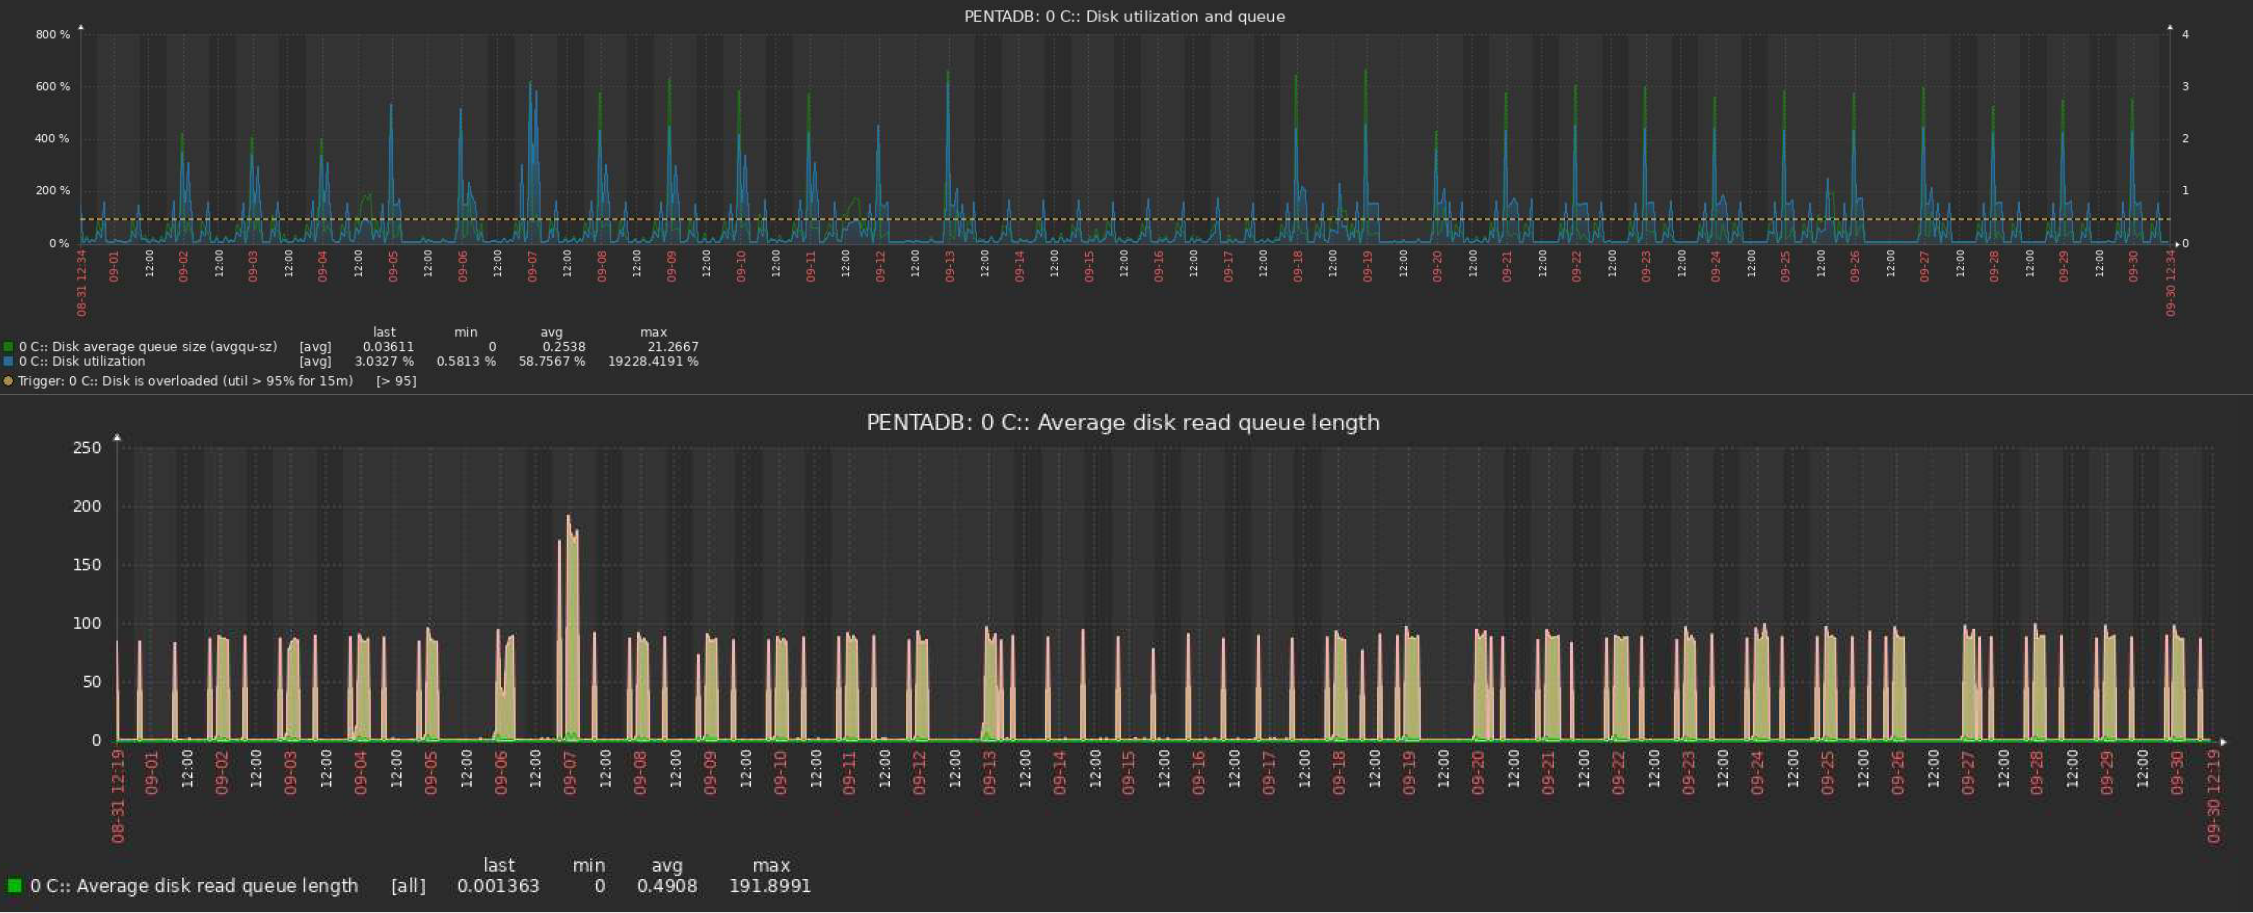 PENTADB: 0 C:: Disk utilization and queue
800 % 4
600 % 3
400 % 2
200 % 1
0 % 0
08-31 12:34 09-01 12:00 09-02 12:00 09-03 12:00 09-04 12:00 09-05 12:00 09-06 12:00 09-07 12:00 09-08 12:00 09-09 12:00 09-10 12:00 09-11 12:00 09-12 12:00 09-13 12:00 09-14 12:00 09-15 12:00 09-16 12:00 09-17 12:00 09-18 12:00 09-19 12:00 09-20 12:00 09-21 12:00 09-22 12:00 09-23 12:00 09-24 12:00 09-25 12:00 09-26 12:00 09-27 12:00 09-28 12:00 09-29 12:00 09-30 09-30 12:34
last min avg max
0 C:: Disk average queue size (avgqu-sz) [avg] 0.03611 0 0.2538 21.2667
0 C:: Disk utilization [avg] 3.0327 % 0.5813 % 58.7567 % 19228.4191 %
Trigger: 0 C:: Disk is overloaded (util > 95% for 15m) [> 95]
PENTADB: 0 C:: Average disk read queue length
250
200
150
100
50
0
08-31 12:19 09-01 12:00 09-02 12:00 09-03 12:00 09-04 12:00 09-05 12:00 09-06 12:00 09-07 12:00 09-08 12:00 09-09 12:00 09-10 12:00 09-11 12:00 09-12 12:00 09-13 12:00 09-14 12:00 09-15 12:00 09-16 12:00 09-17 12:00 09-18 12:00 09-19 12:00 09-20 12:00 09-21 12:00 09-22 12:00 09-23 12:00 09-24 12:00 09-25 12:00 09-26 12:00 09-27 12:00 09-28 12:00 09-29 12:00 09-30 09-30 12:19
last min avg max
0 C:: Average disk read queue length [all] 0.001363 0 0.4908 191.8991